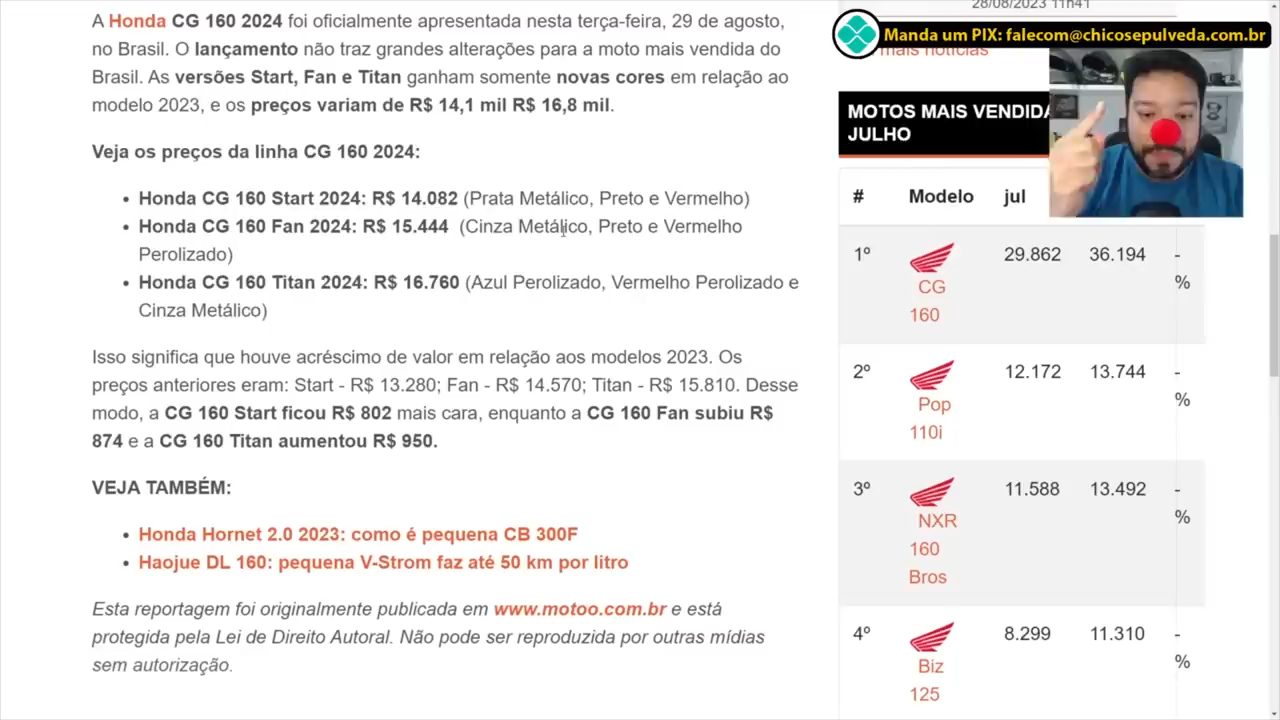 A Honda CG 160 2024 foi oficialmente apresentada nesta terça-feira, 29 de agosto,
no Brasil. O lançamento não traz grandes alterações para a moto mais vendida do
Brasil. As versões Start, Fan e Titan ganham somente novas cores em relação ao
modelo 2023, e os preços variam de R$ 14,1 mil R$ 16,8 mil.
Veja os preços da linha CG 160 2024:
• Honda CG 160 Start 2024: R$ 14.082 (Prata Metálico, Preto e Vermelho)
• Honda CG 160 Fan 2024: R$ 15.444 (Cinza Metálico, Preto e Vermelho
Perolizado)
• Honda CG 160 Titan 2024: R$ 16.760 (Azul Perolizado, Vermelho Perolizado e
Cinza Metálico)
Isso significa que houve acréscimo de valor em relação aos modelos 2023. Os
preços anteriores eram: Start - R$ 13.280; Fan - R$ 14.570; Titan - R$ 15.810. Desse
modo, a CG 160 Start ficou R$ 802 mais cara, enquanto a CG 160 Fan subiu R$
874 e a CG 160 Titan aumentou R$ 950.
VEJA TAMBÉM:
• Honda Hornet 2.0 2023: como é pequena CB 300F
• Haojue DL 160: pequena V-Strom faz até 50 km por litro
Esta reportagem foi originalmente publicada em www.motoo.com.br e está
protegida pela Lei de Direito Autoral. Não pode ser reproduzida por outras mídias
sem autorização.
28/08/2023 11h41
Manda um PIX: falecom@chicosepulveda.com.br
mais notícias
MOTOS MAIS VENDIDA
JULHO
# Modelo jul
1º CG 160 29.862 36.194 - %
2º Pop 110i 12.172 13.744 - %
3º NXR 160 Bros 11.588 13.492 - %
4º Biz 125 8.299 11.310 - %